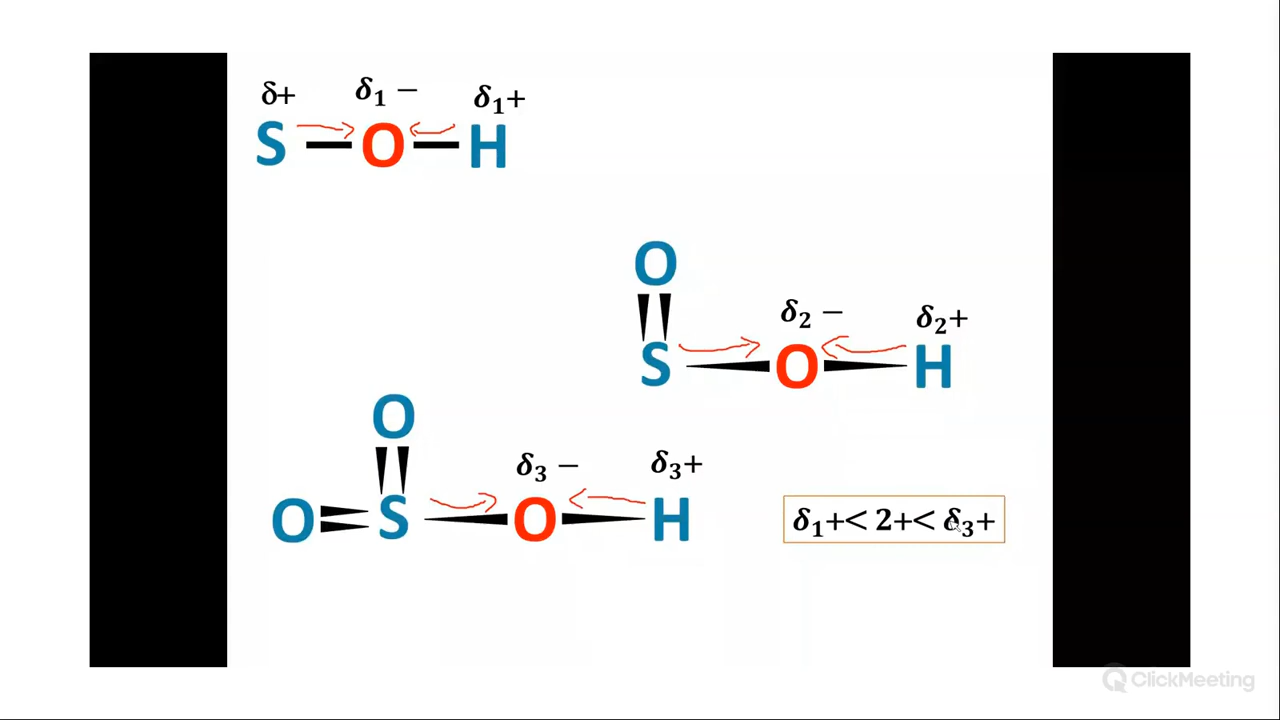 δ+ δ₁ − δ₁+
S O H
O
δ₂ − δ₂+
S O H
O
δ₃ − δ₃+
O S O H
δ₁+< 2+< δ₃+
ClickMeeting